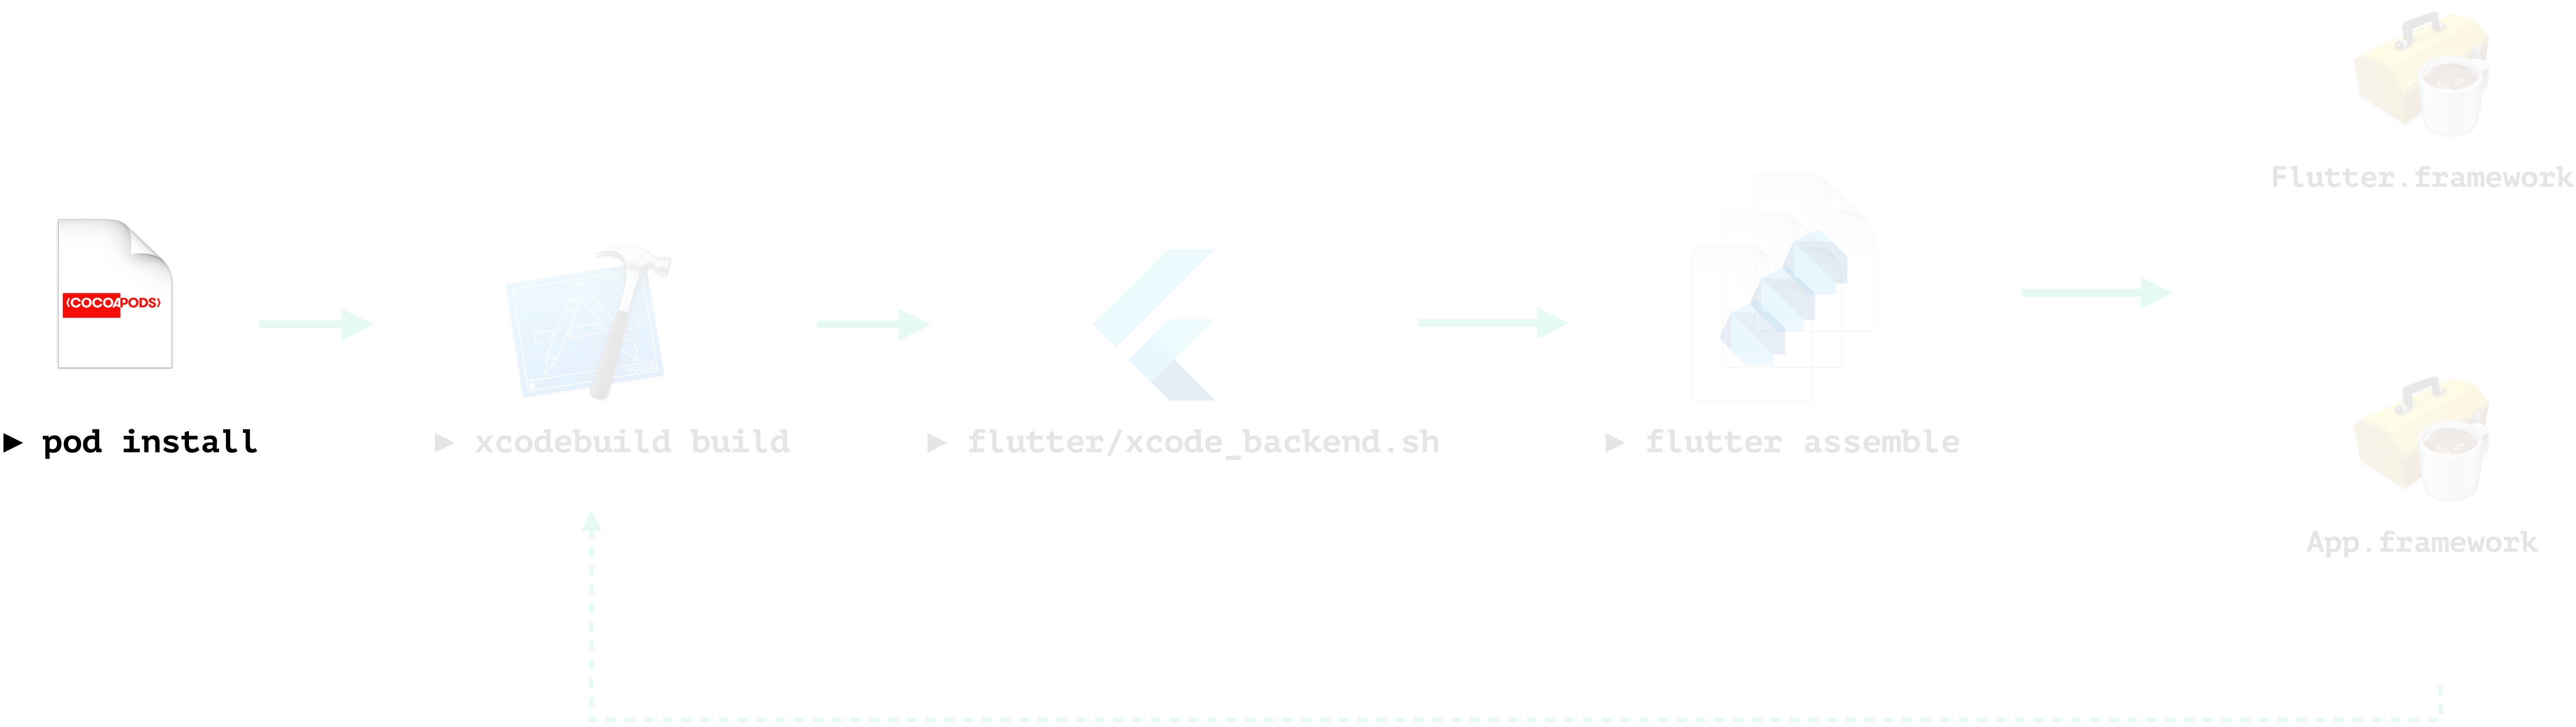 Flutter.framework
{COCOAPODS}
▶ pod install
▶ xcodebuild build
▶ flutter/xcode_backend.sh
▶ flutter assemble
App.framework